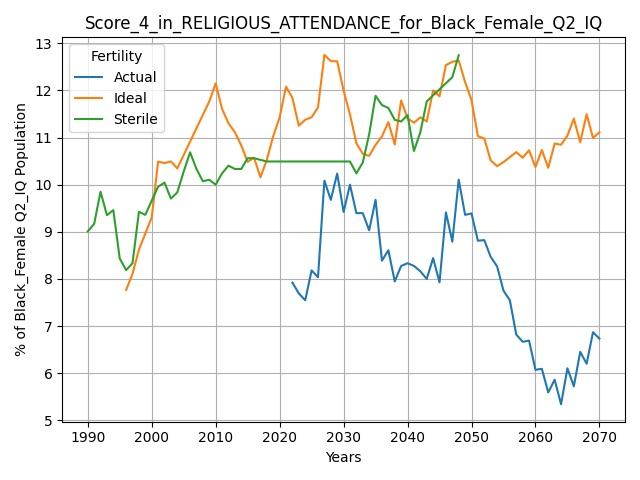 Score_4_in_RELIGIOUS_ATTENDANCE_for_Black_Female_Q2_IQ
Fertility
Actual
Ideal
Sterile
% of Black_Female Q2_IQ Population
13
12
11
10
9
8
7
6
5
1990 2000 2010 2020 2030 2040 2050 2060 2070
Years